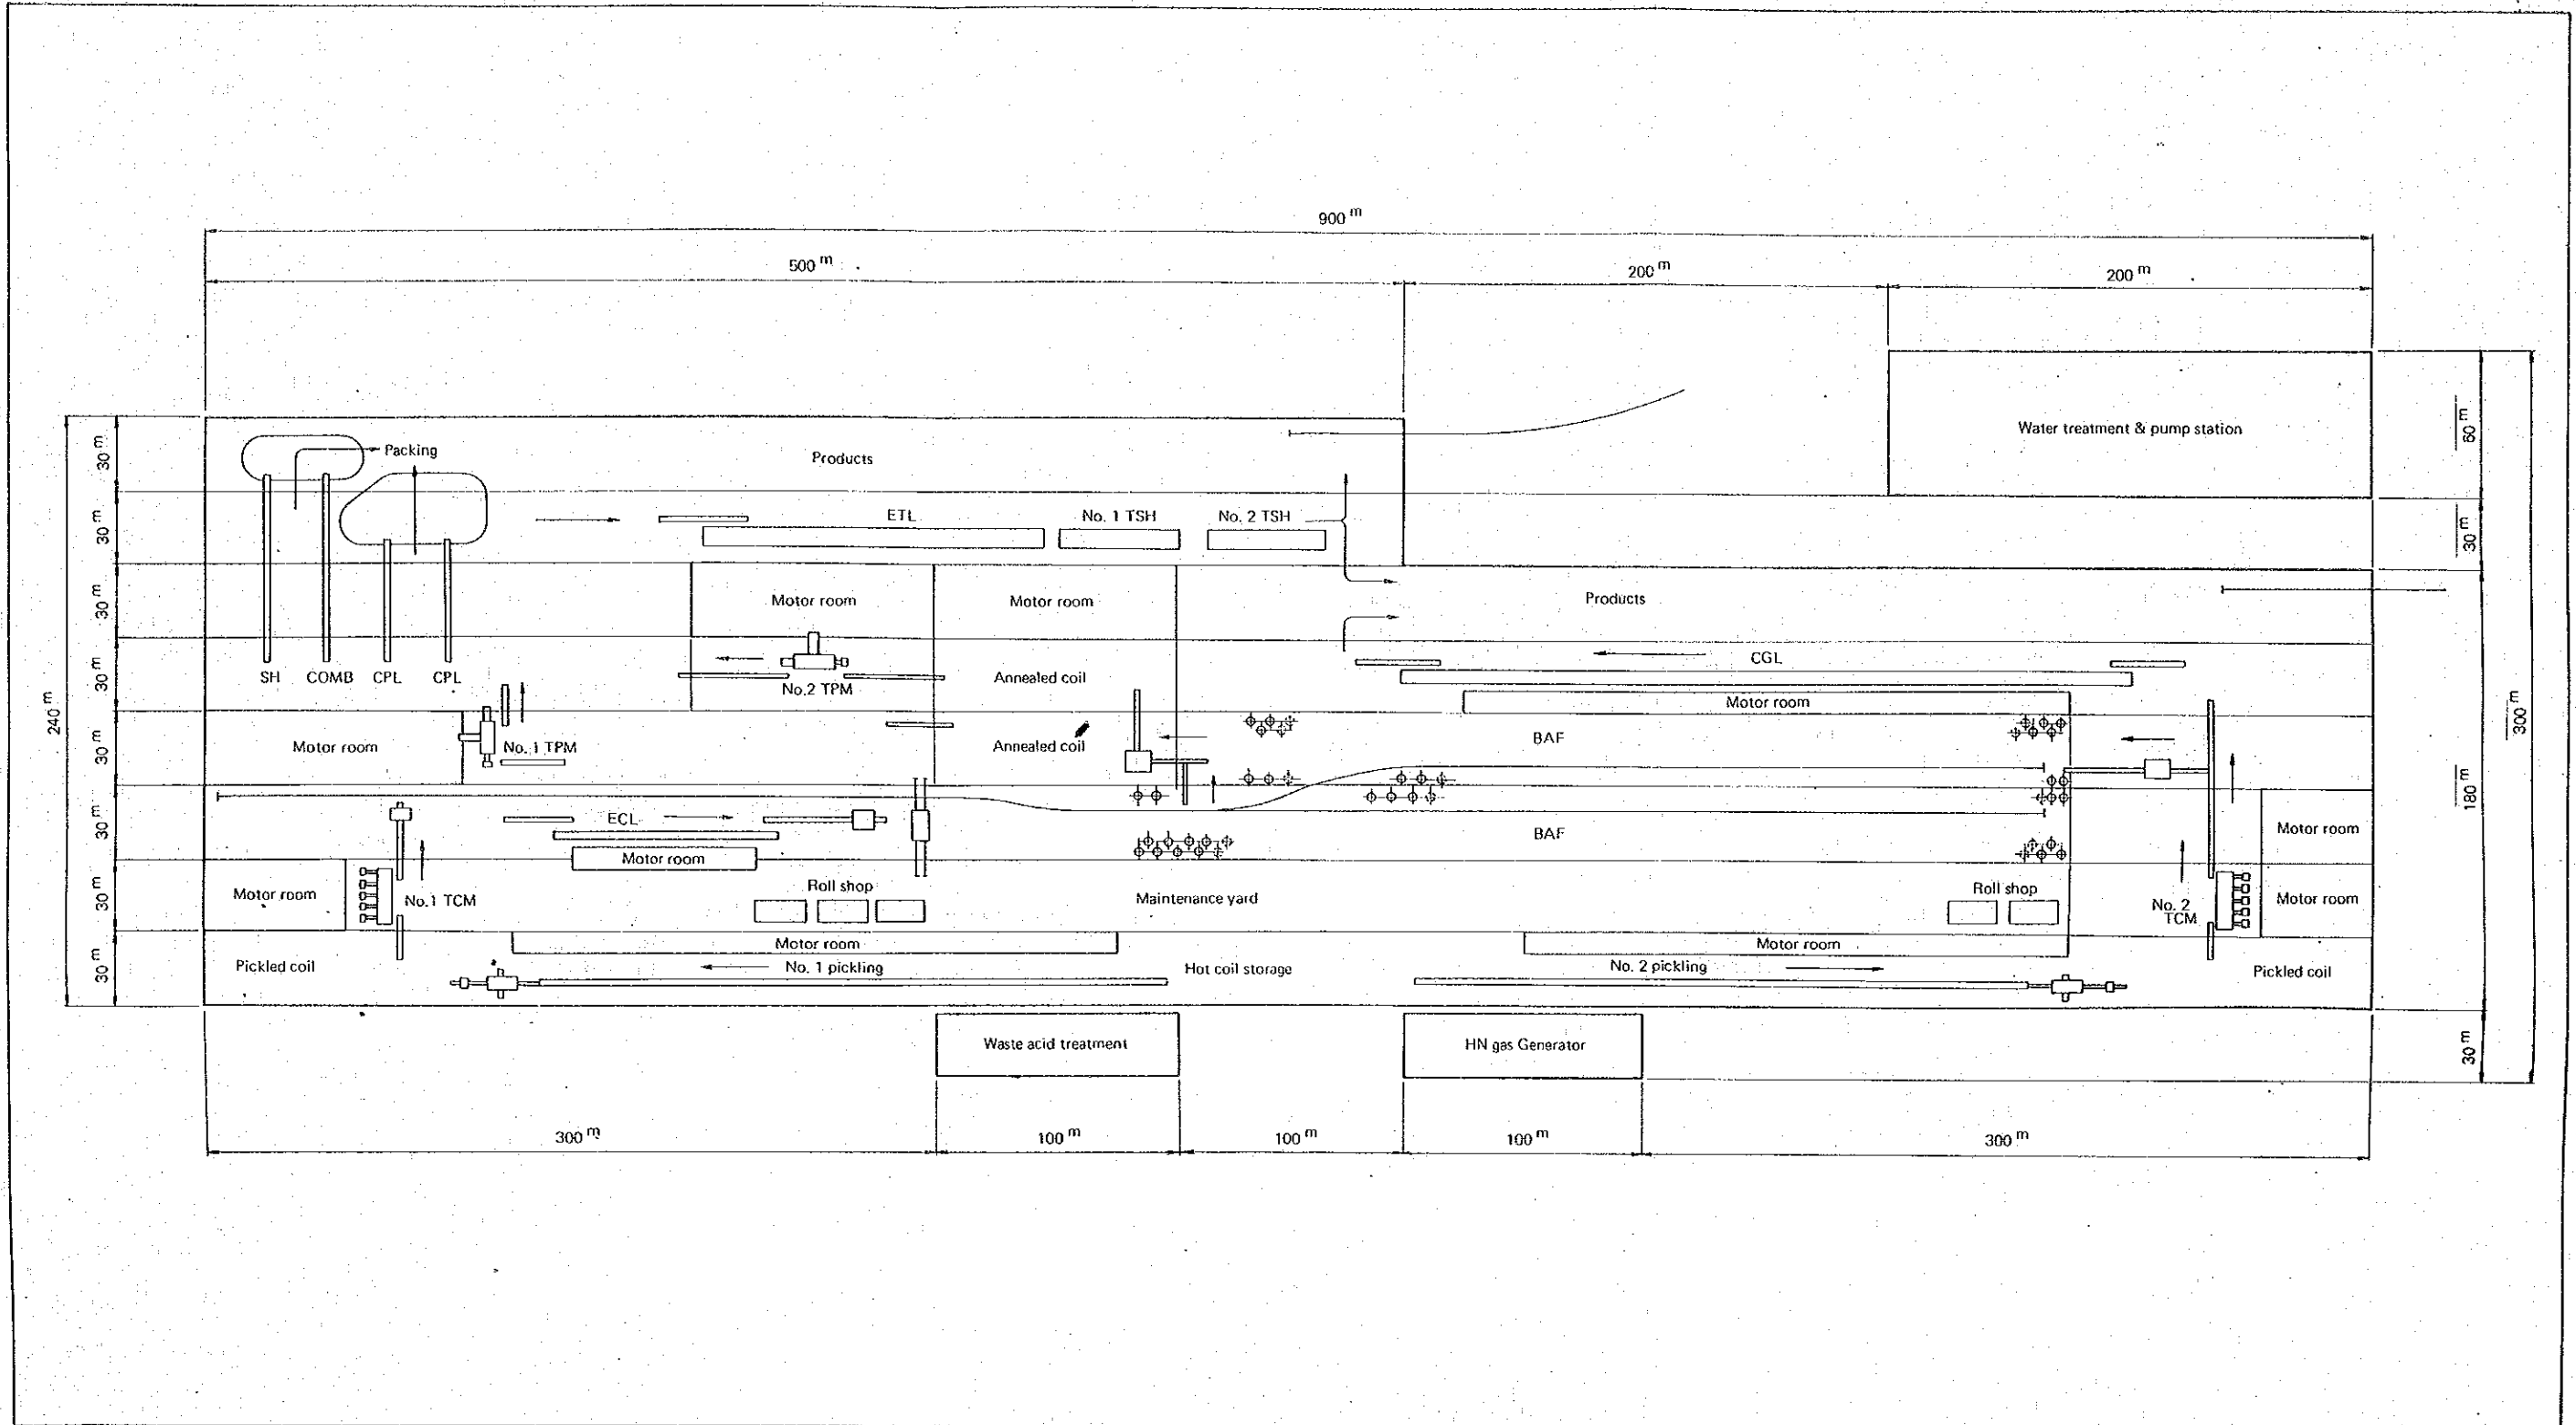 900 m
500 m
200 m
200 m
Water treatment & pump station
60 m
30 m
300 m
180 m
30 m
240 m
30 m
30 m
30 m
30 m
30 m
30 m
30 m
30 m
Packing
Products
ETL
No. 1 TSH
No. 2 TSH
Motor room
Motor room
Products
SH
COMB
CPL
CPL
No.2 TPM
Annealed coil
CGL
Motor room
Motor room
No. 1 TPM
Annealed coil
BAF
ECL
Motor room
BAF
Motor room
Motor room
No.1 TCM
Roll shop
Maintenance yard
Roll shop
No. 2
TCM
Motor room
Motor room
Motor room
Pickled coil
No. 1 pickling
Hot coil storage
No. 2 pickling
Pickled coil
Waste acid treatment
HN gas Generator
300 m
100 m
100 m
100 m
300 m